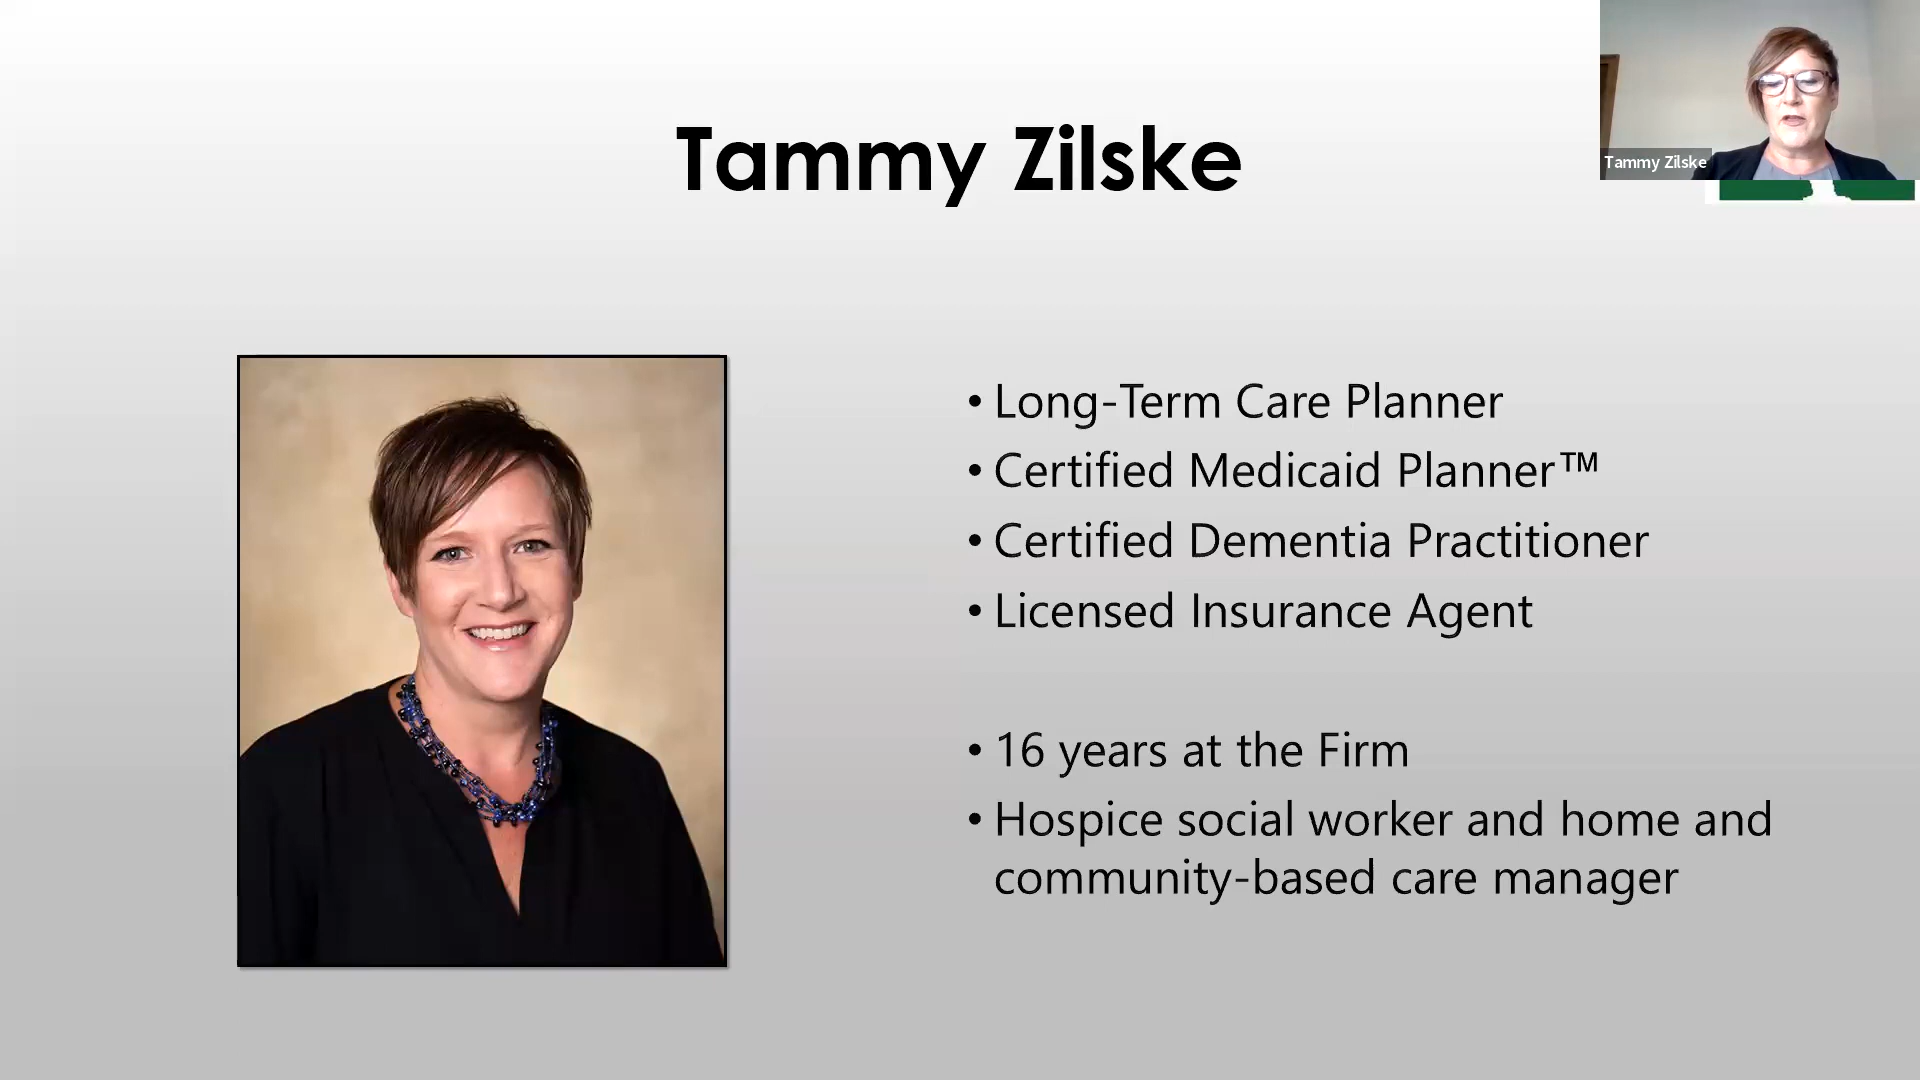 Tammy Zilske
Tammy Zilske
• Long-Term Care Planner
• Certified Medicaid Planner™
• Certified Dementia Practitioner
• Licensed Insurance Agent
• 16 years at the Firm
• Hospice social worker and home and
community-based care manager